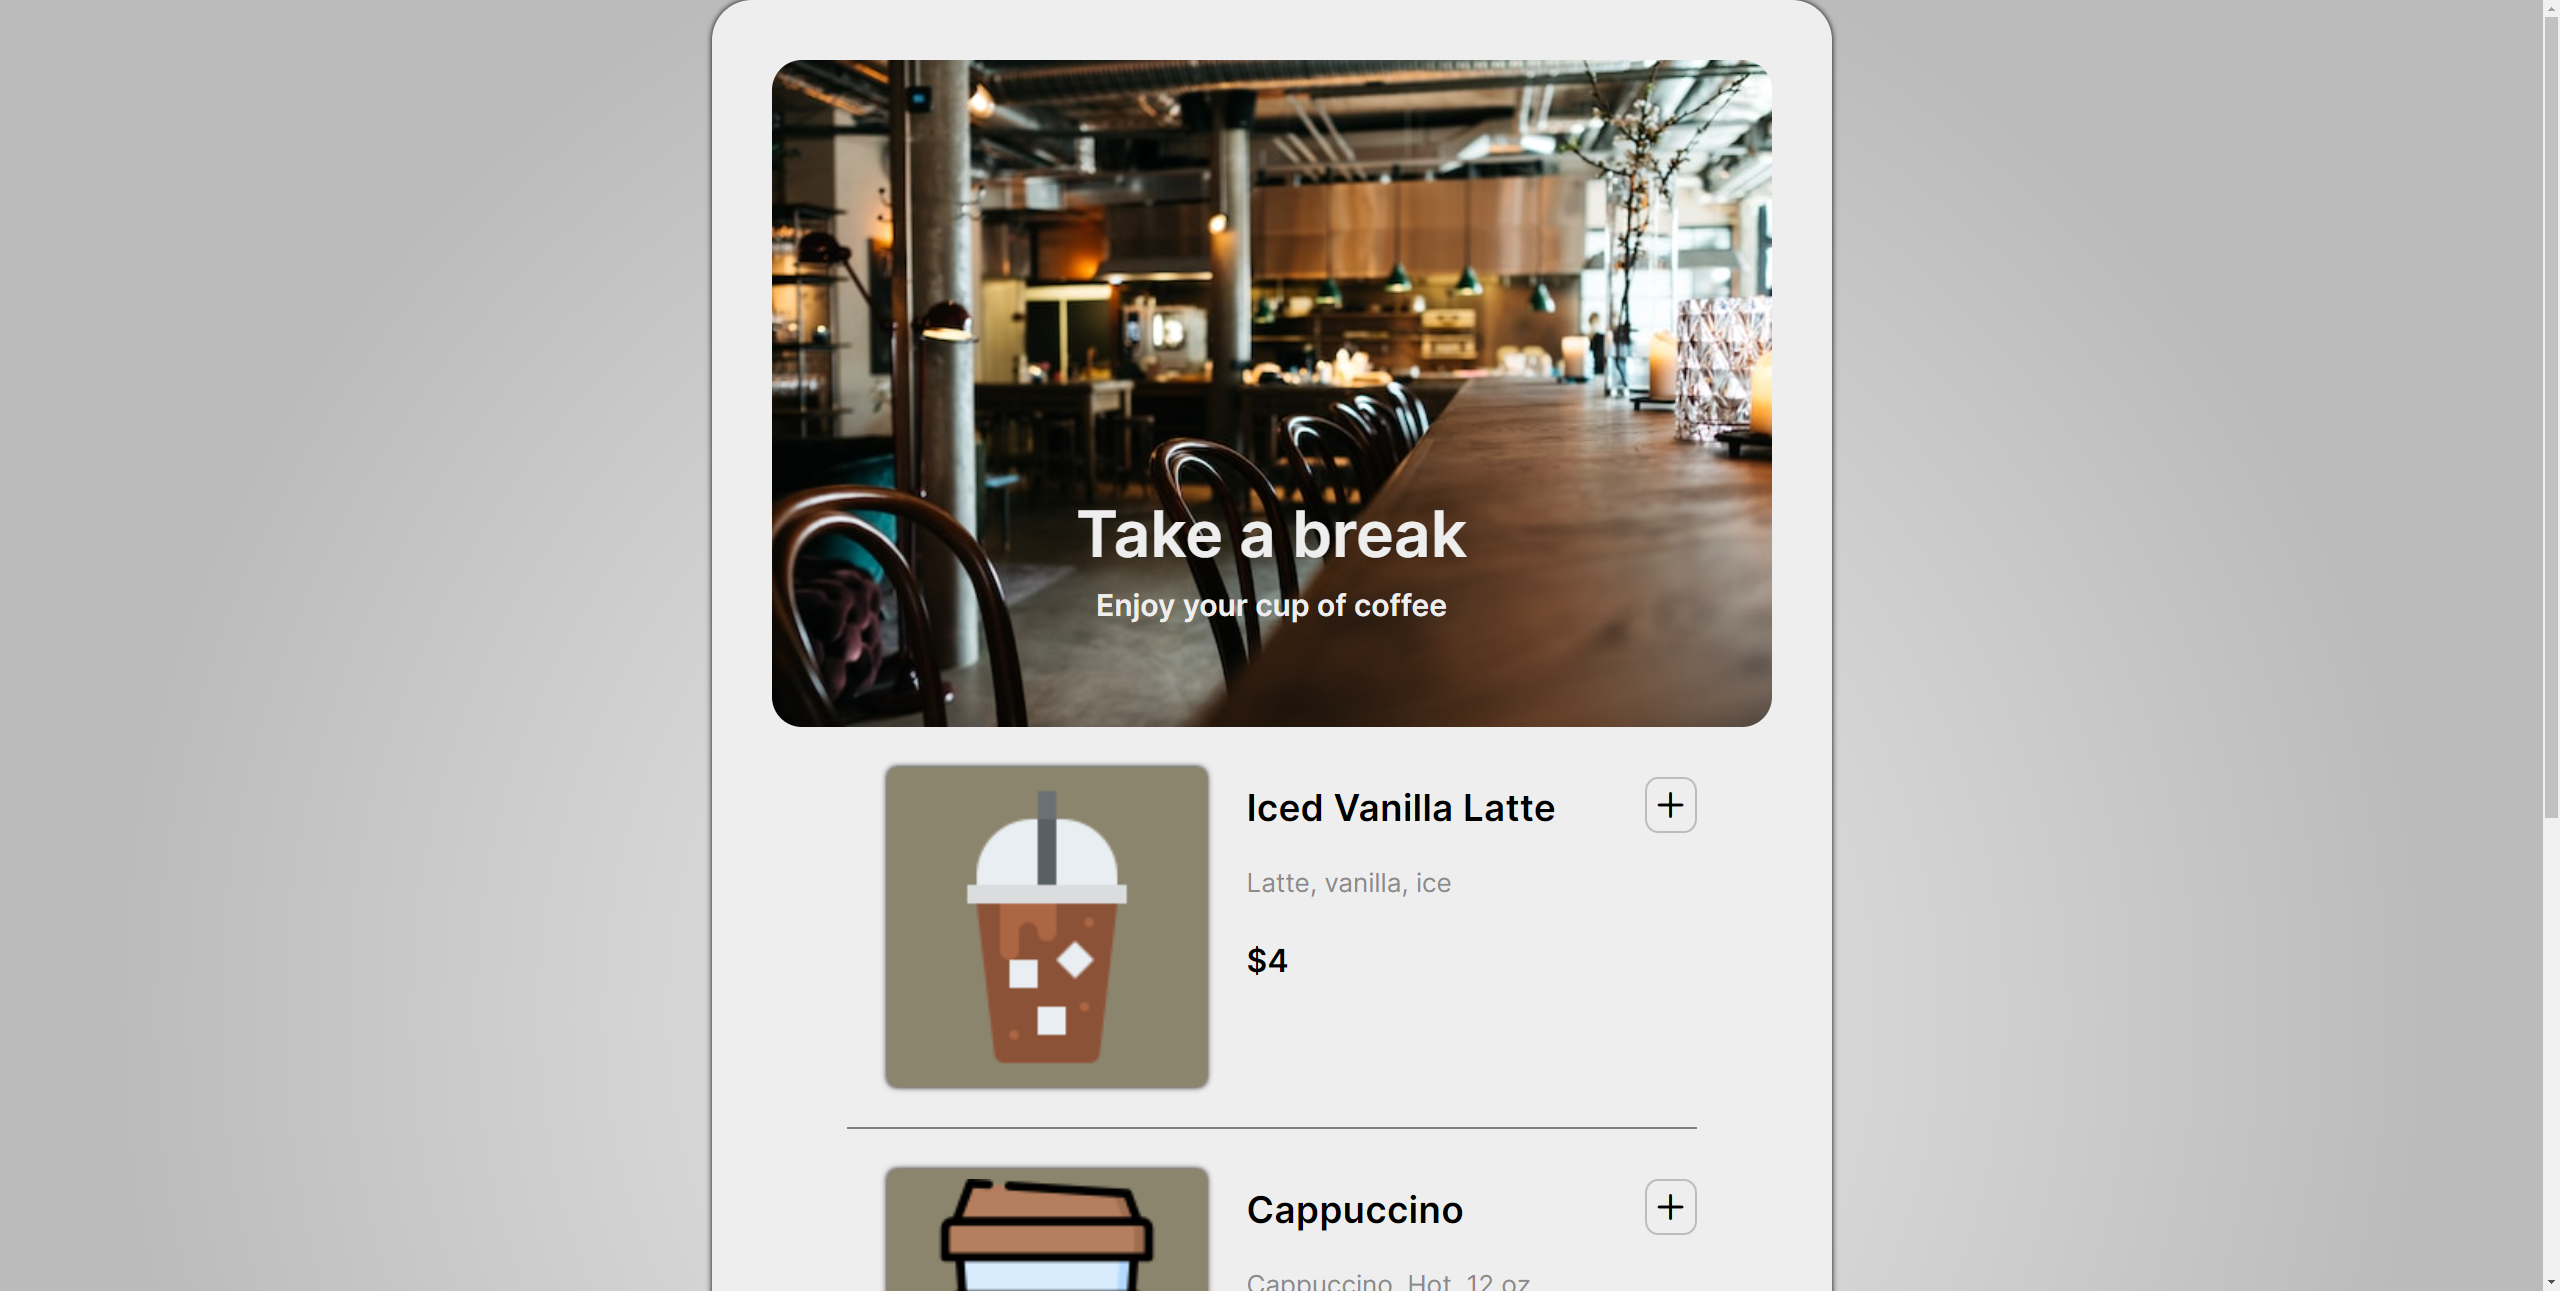 Take a break
Enjoy your cup of coffee
Iced Vanilla Latte
Latte, vanilla, ice
$4
Cappuccino
Cappuccino, Hot, 12 oz